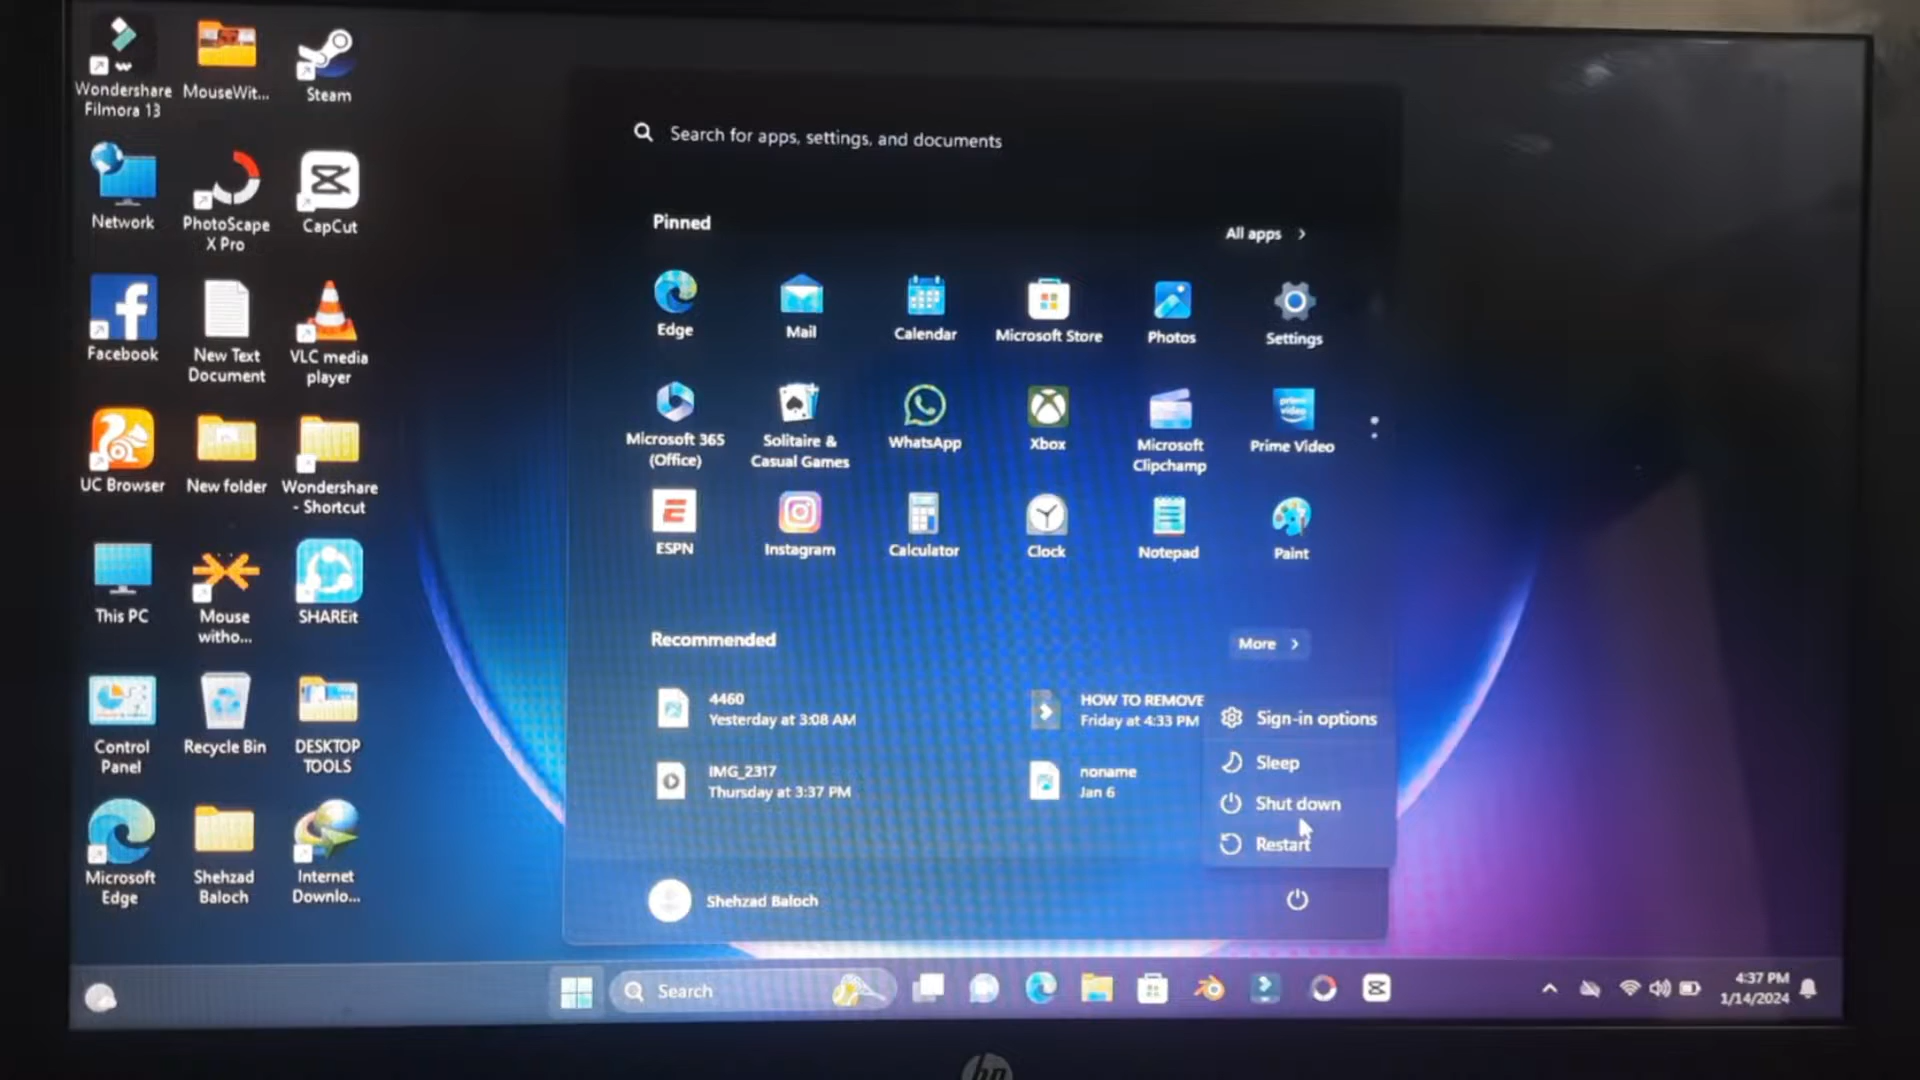 Wondershare
Filmora 13
MouseWit...
Steam
Network
PhotoScape
X Pro
CapCut
Facebook
New Text
Document
VLC media
player
UC Browser
New folder
Wondershare
- Shortcut
This PC
Mouse
witho...
SHAREit
Control
Panel
Recycle Bin
DESKTOP
TOOLS
Microsoft
Edge
Shehzad
Baloch
Internet
Downlo...
Search for apps, settings, and documents
Pinned
All apps
Edge
Mail
Calendar
Microsoft Store
Photos
Settings
Microsoft 365
(Office)
Solitaire &
Casual Games
WhatsApp
Xbox
Microsoft
Clipchamp
prime
video
Prime Video
ESPN
Instagram
Calculator
Clock
Notepad
Paint
Recommended
More
4460
Yesterday at 3:08 AM
HOW TO REMOVE
Friday at 4:33 PM
IMG_2317
Thursday at 3:37 PM
noname
Jan 6
Sign-in options
Sleep
Shut down
Restart
Shehzad Baloch
Search
4:37 PM
1/14/2024
hp